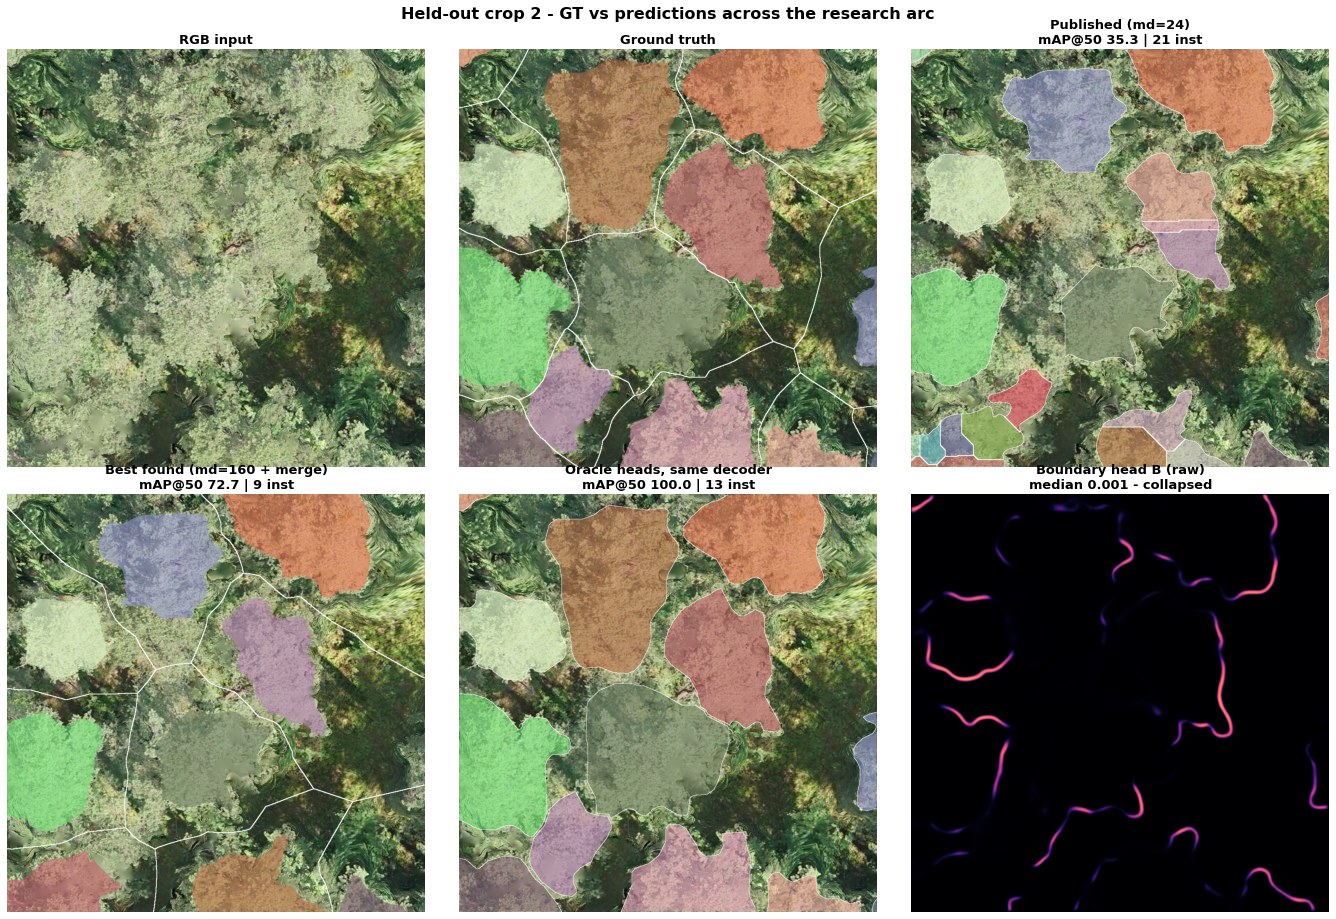 Held-out crop 2 - GT vs predictions across the research arc
RGB input
Ground truth
Published (md=24)
mAP@50 35.3 | 21 inst
Best found (md=160 + merge)
mAP@50 72.7 | 9 inst
Oracle heads, same decoder
mAP@50 100.0 | 13 inst
Boundary head B (raw)
median 0.001 - collapsed